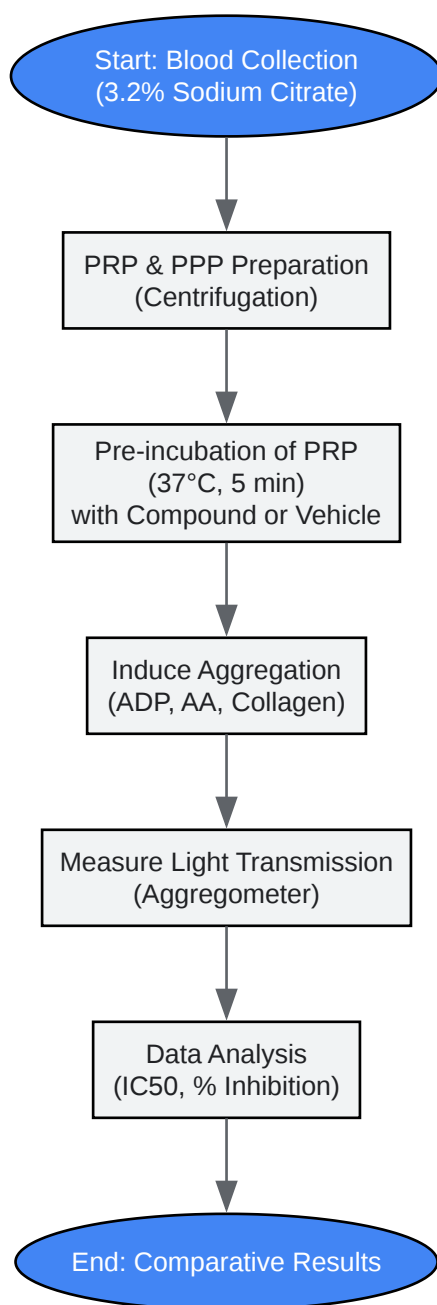 Start: Blood Collection
(3.2% Sodium Citrate)
PRP & PPP Preparation
(Centrifugation)
Pre-incubation of PRP
(37°C, 5 min)
with Compound or Vehicle
Induce Aggregation
(ADP, AA, Collagen)
Measure Light Transmission
(Aggregometer)
Data Analysis
(IC50, % Inhibition)
End: Comparative Results